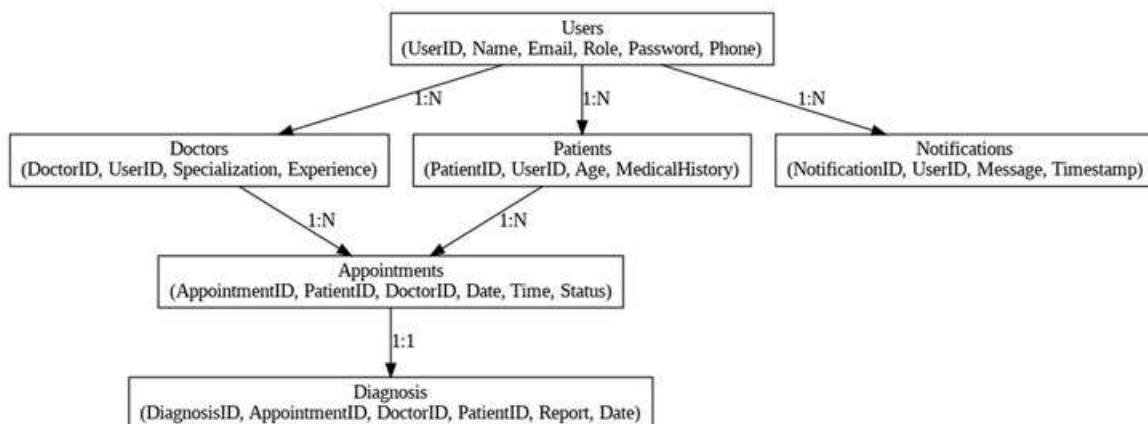 Users
(UserID, Name, Email, Role, Password, Phone)
1:N
1:N
1:N
Doctors
(DoctorID, UserID, Specialization, Experience)
Patients
(PatientID, UserID, Age, MedicalHistory)
Notifications
(NotificationID, UserID, Message, Timestamp)
1:N
1:N
Appointments
(AppointmentID, PatientID, DoctorID, Date, Time, Status)
1:1
Diagnosis
(DiagnosisID, AppointmentID, DoctorID, PatientID, Report, Date)